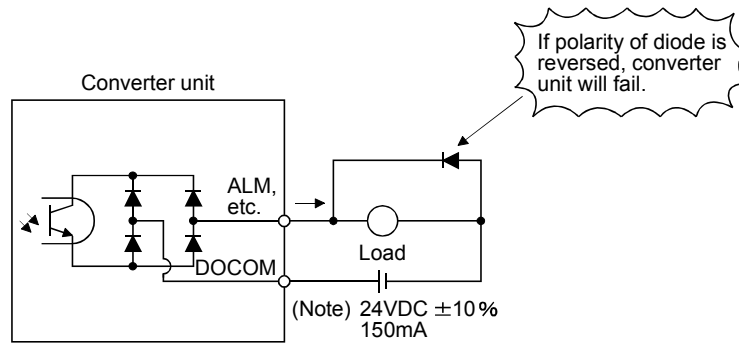 If polarity of diode is
reversed, converter
unit will fail.
Converter unit
ALM,
etc.
Load
DOCOM
(Note) 24VDC ±10%
150mA